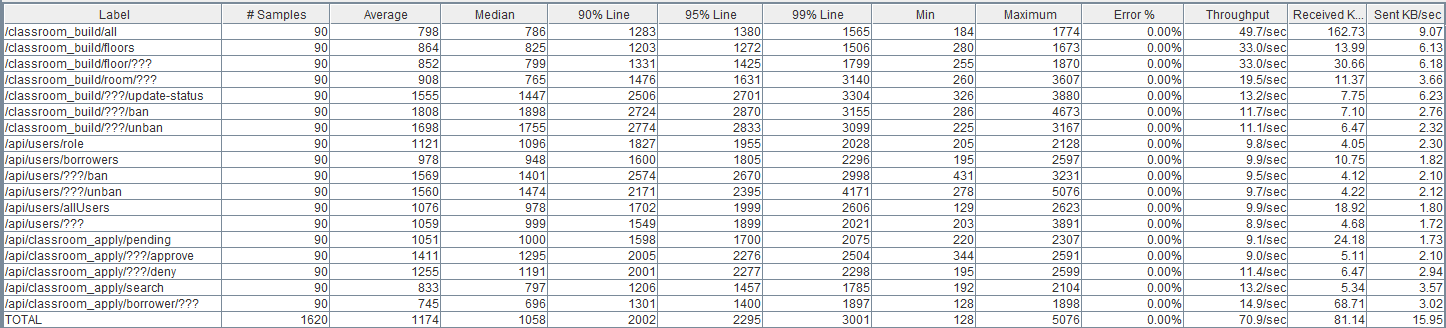 Label # Samples Average Median 90% Line 95% Line 99% Line Min Maximum Error % Throughput Received K... Sent KB/sec
/classroom_build/all 90 798 786 1283 1380 1565 184 1774 0.00% 49.7/sec 162.73 9.07
/classroom_build/floors 90 864 825 1203 1272 1506 280 1673 0.00% 33.0/sec 13.99 6.13
/classroom_build/floor/??? 90 852 799 1331 1425 1799 255 1870 0.00% 33.0/sec 30.66 6.18
/classroom_build/room/??? 90 908 765 1476 1631 3140 260 3607 0.00% 19.5/sec 11.37 3.66
/classroom_build/???/update-status 90 1555 1447 2506 2701 3304 326 3880 0.00% 13.2/sec 7.75 6.23
/classroom_build/???/ban 90 1808 1898 2724 2870 3155 286 4673 0.00% 11.7/sec 7.10 2.76
/classroom_build/???/unban 90 1698 1755 2774 2833 3099 225 3167 0.00% 11.1/sec 6.47 2.32
/api/users/role 90 1121 1096 1827 1955 2028 205 2128 0.00% 9.8/sec 4.05 2.30
/api/users/borrowers 90 978 948 1600 1805 2296 195 2597 0.00% 9.9/sec 10.75 1.82
/api/users/???/ban 90 1569 1401 2574 2670 2998 431 3231 0.00% 9.5/sec 4.12 2.10
/api/users/???/unban 90 1560 1474 2171 2395 4171 278 5076 0.00% 9.7/sec 4.22 2.12
/api/users/allUsers 90 1076 978 1702 1999 2606 129 2623 0.00% 9.9/sec 18.92 1.80
/api/users/??? 90 1059 999 1549 1899 2021 203 3891 0.00% 8.9/sec 4.68 1.72
/api/classroom_apply/pending 90 1051 1000 1598 1700 2075 220 2307 0.00% 9.1/sec 24.18 1.73
/api/classroom_apply/???/approve 90 1411 1295 2005 2276 2504 344 2591 0.00% 9.0/sec 5.11 2.10
/api/classroom_apply/???/deny 90 1255 1191 2001 2277 2298 195 2599 0.00% 11.4/sec 6.47 2.94
/api/classroom_apply/search 90 833 797 1206 1457 1785 192 2104 0.00% 13.2/sec 5.34 3.57
/api/classroom_apply/borrower/??? 90 745 696 1301 1400 1897 128 1898 0.00% 14.9/sec 68.71 3.02
TOTAL 1620 1174 1058 2002 2295 3001 128 5076 0.00% 70.9/sec 81.14 15.95